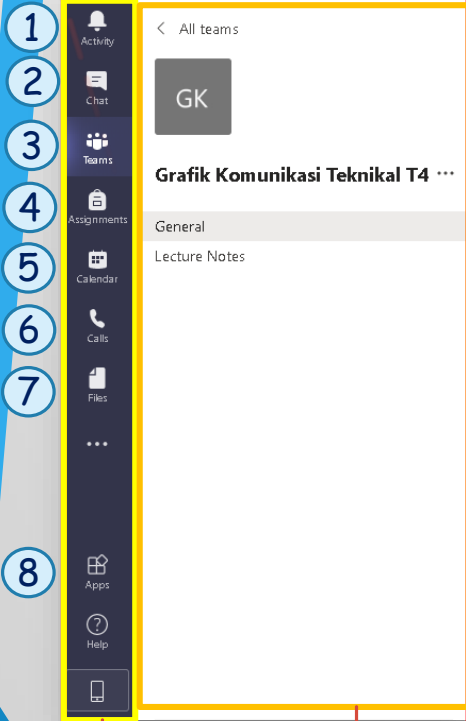 1
Activity
2
Chat
3
Teams
4
Assignments
5
Calendar
6
Calls
7
Files
8
Apps
Help
All teams
GK
Grafik Komunikasi Teknikal T4
General
Lecture Notes